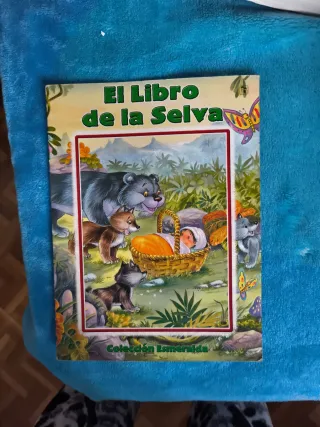 El Libro
de la Selva
Colección Esmeralda